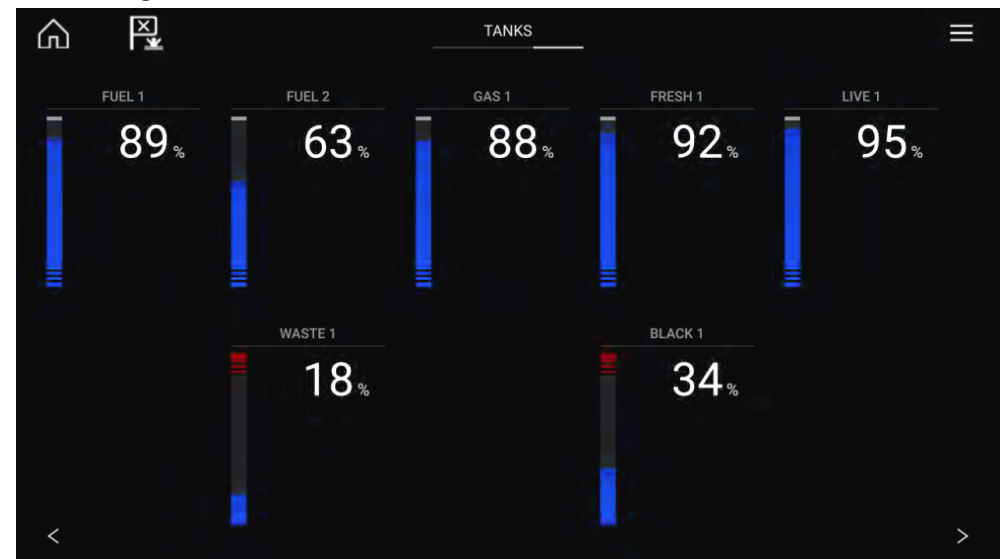 TANKS
FUEL 1
89%
FUEL 2
63%
GAS 1
88%
FRESH 1
92%
LIVE 1
95%
WASTE 1
18%
BLACK 1
34%